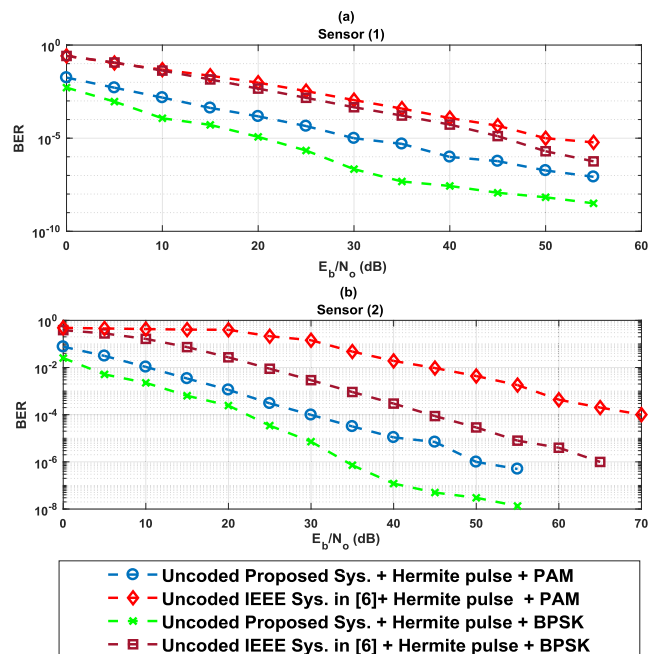 (a)
Sensor (1)
10^0
10^-5
10^-10
BER
0 10 20 30 40 50 60
E_b/N_o (dB)
(b)
Sensor (2)
10^0
10^-2
10^-4
10^-6
10^-8
BER
0 10 20 30 40 50 60 70
E_b/N_o (dB)
Uncoded Proposed Sys. + Hermite pulse + PAM
Uncoded IEEE Sys. in [6]+ Hermite pulse + PAM
Uncoded Proposed Sys. + Hermite pulse + BPSK
Uncoded IEEE Sys. in [6] + Hermite pulse + BPSK